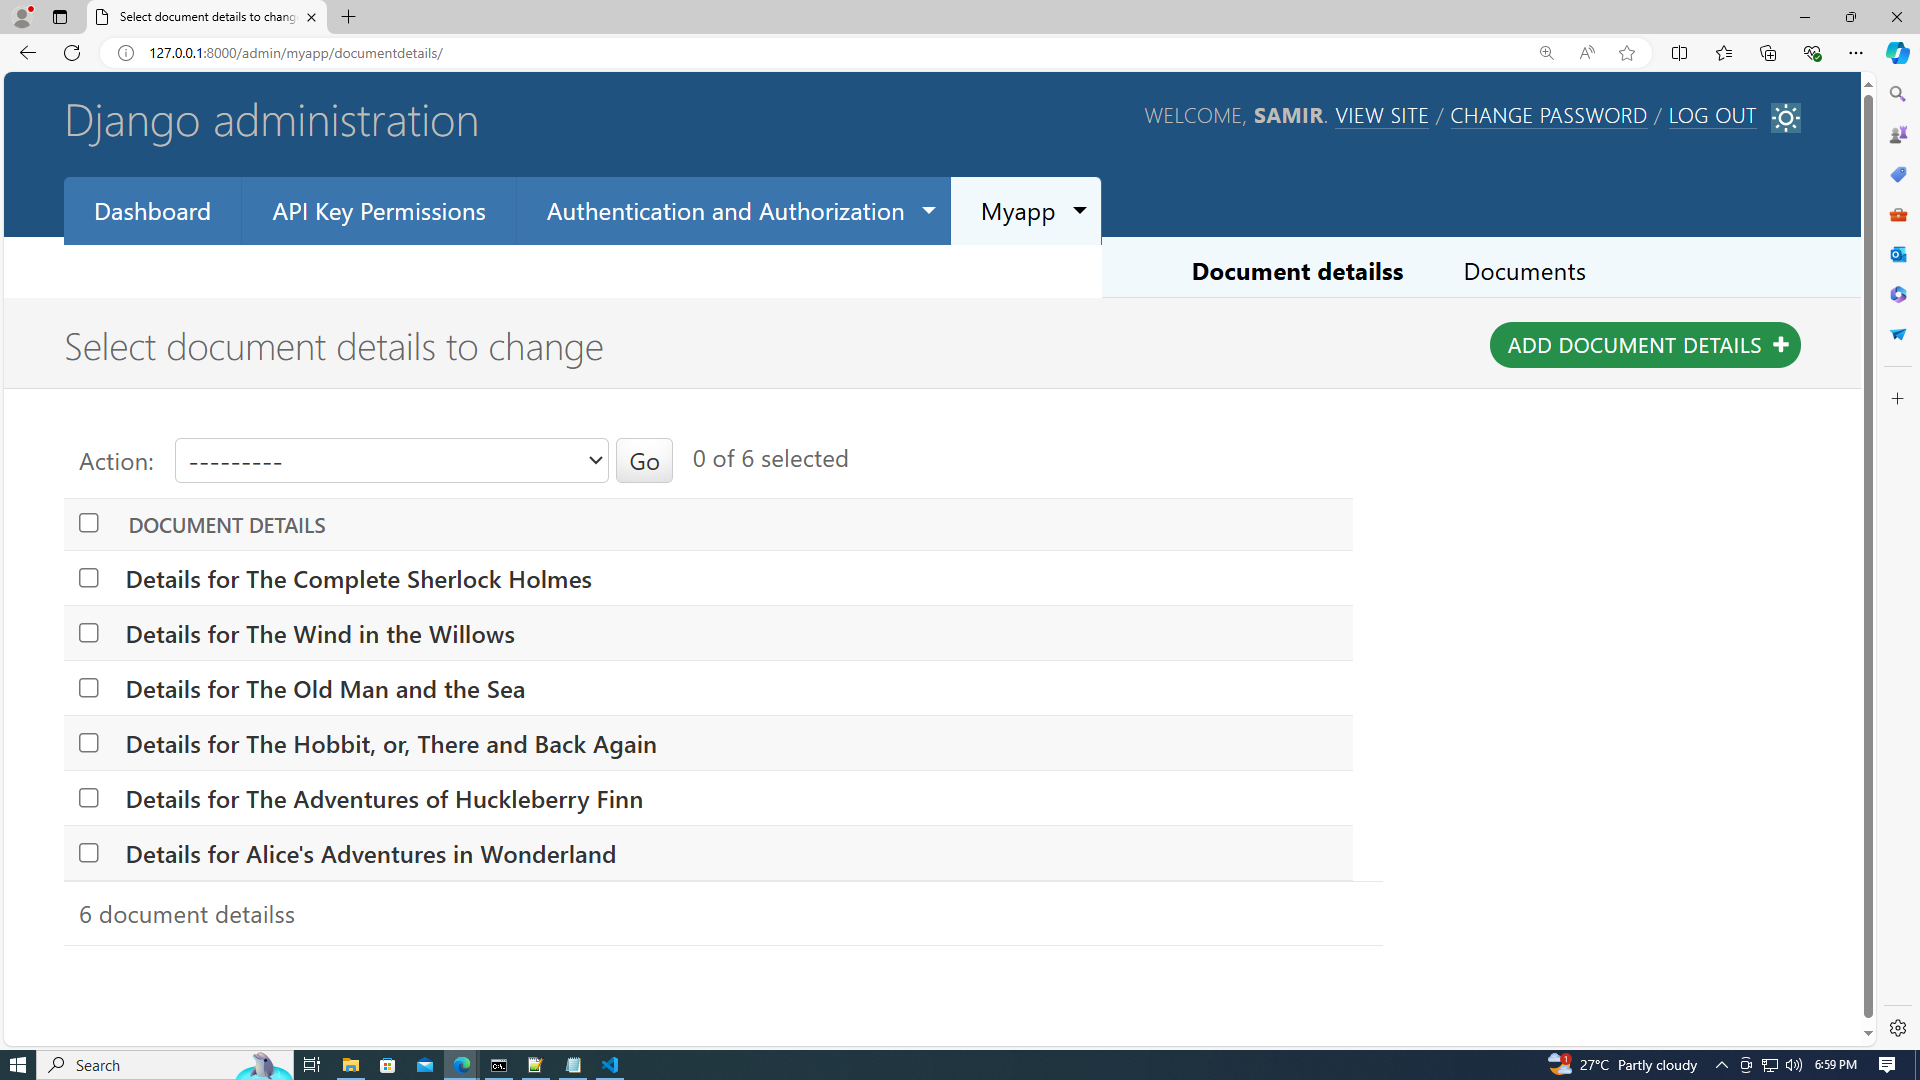 Select document details to chang
127.0.0.1:8000/admin/myapp/documentdetails/
Django administration
WELCOME, SAMIR. VIEW SITE / CHANGE PASSWORD / LOG OUT
Dashboard
API Key Permissions
Authentication and Authorization
Myapp
Document detailss
Documents
Select document details to change
ADD DOCUMENT DETAILS
Action:
---------
Go
0 of 6 selected
DOCUMENT DETAILS
Details for The Complete Sherlock Holmes
Details for The Wind in the Willows
Details for The Old Man and the Sea
Details for The Hobbit, or, There and Back Again
Details for The Adventures of Huckleberry Finn
Details for Alice's Adventures in Wonderland
6 document detailss
Search
1
27°C Partly cloudy
6:59 PM